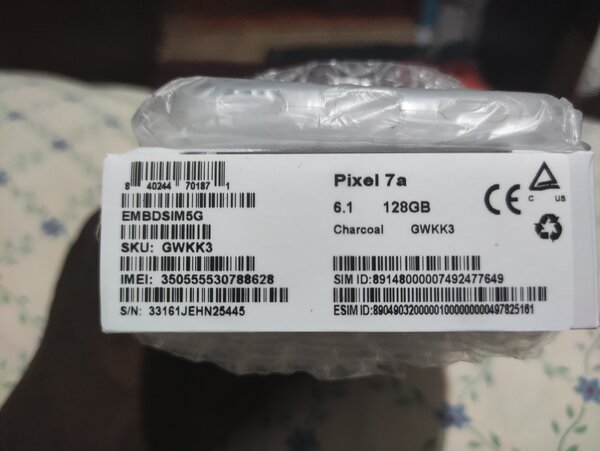 8 40244 70187 1
EMBDSIM5G
SKU: GWKK3
IMEI: 350555530788628
S/N: 33161JEHN25445
Pixel 7a
6.1 128GB
Charcoal GWKK3
SIM ID:89148000007492477649
ESIM ID:89049032000001000000000497825161
CE
C US